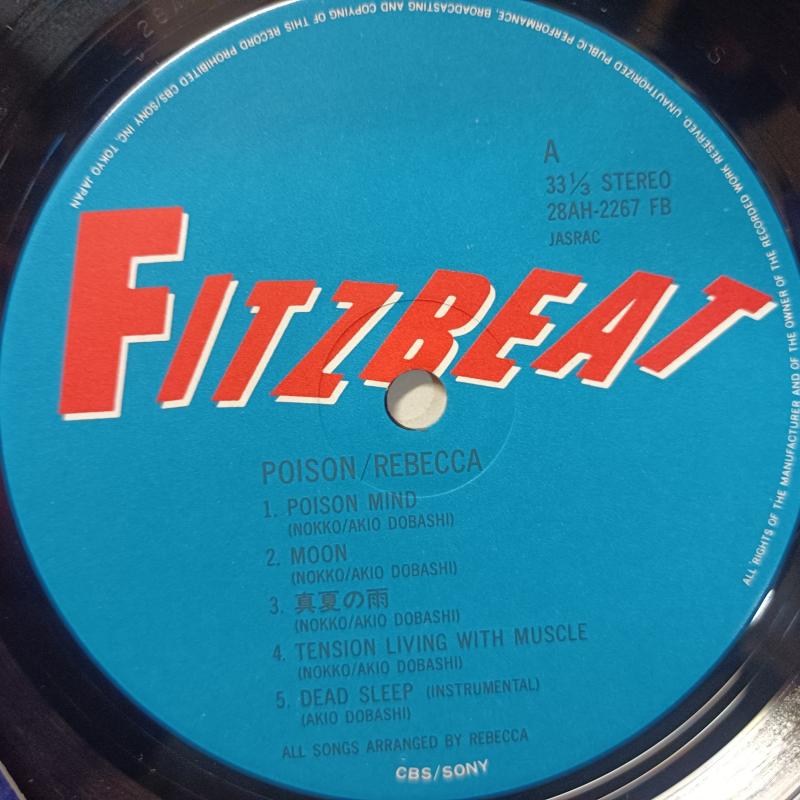 A
33⅓ STEREO
28AH-2267 FB
JASRAC
FITZBEAT
POISON/REBECCA
1. POISON MIND
(NOKKO/AKIO DOBASHI)
2. MOON
(NOKKO/AKIO DOBASHI)
3. 真夏の雨
(NOKKO/AKIO DOBASHI)
4. TENSION LIVING WITH MUSCLE
(NOKKO/AKIO DOBASHI)
5. DEAD SLEEP (INSTRUMENTAL)
(AKIO DOBASHI)
ALL SONGS ARRANGED BY REBECCA
CBS/SONY
ALL RIGHTS OF THE MANUFACTURER AND OF THE OWNER OF THE RECORDED WORK RESERVED. UNAUTHORIZED PUBLIC PERFORMANCE, BROADCASTING AND COPYING OF THIS RECORD PROHIBITED CBS/SONY INC. TOKYO JAPAN